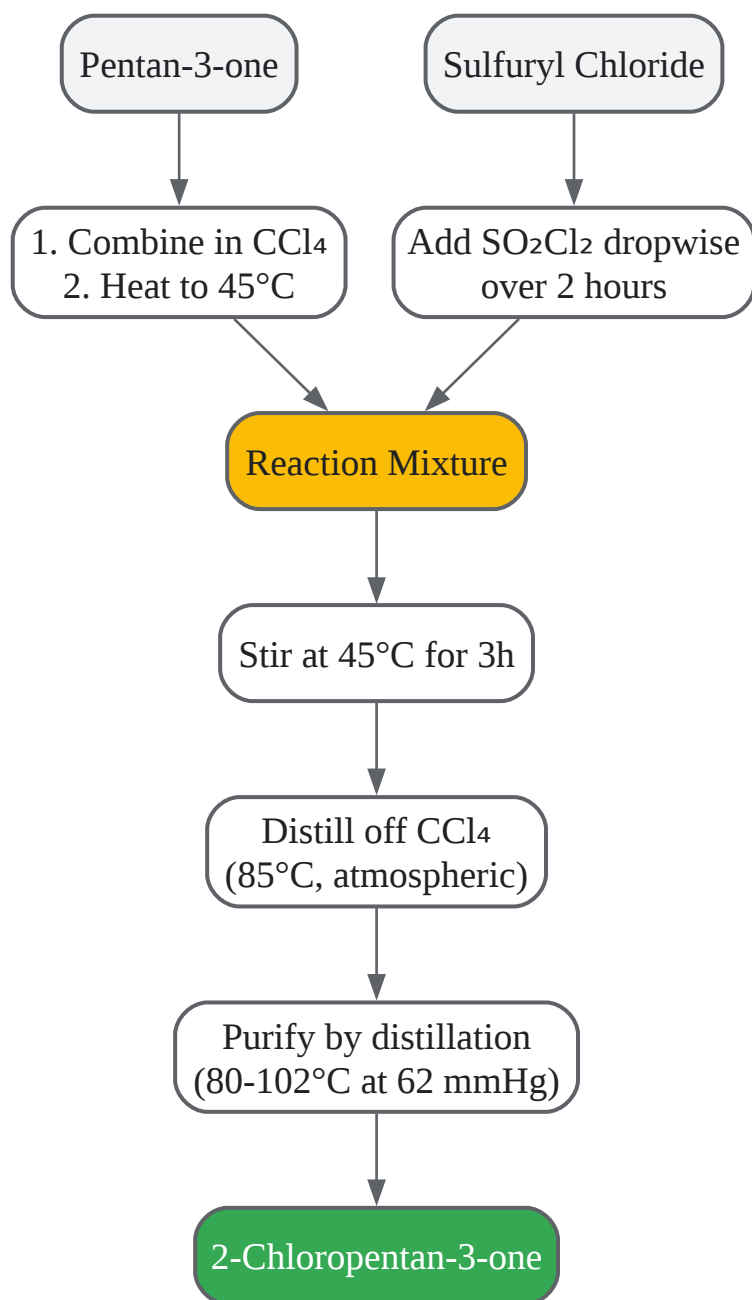 Pentan-3-one
Sulfuryl Chloride
1. Combine in CCl₄
2. Heat to 45°C
Add SO₂Cl₂ dropwise
over 2 hours
Reaction Mixture
Stir at 45°C for 3h
Distill off CCl₄
(85°C, atmospheric)
Purify by distillation
(80-102°C at 62 mmHg)
2-Chloropentan-3-one